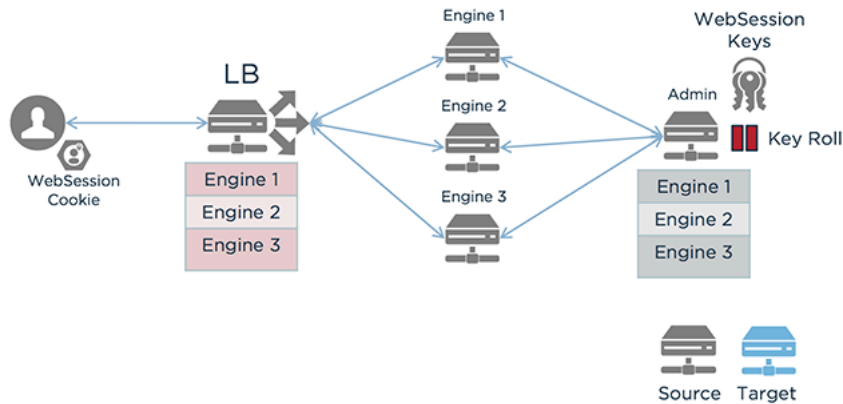 Engine 1
WebSession
Keys
LB
Engine 2
Admin
Key Roll
WebSession
Cookie
Engine 1
Engine 2
Engine 3
Engine 3
Engine 1
Engine 2
Engine 3
Source
Target